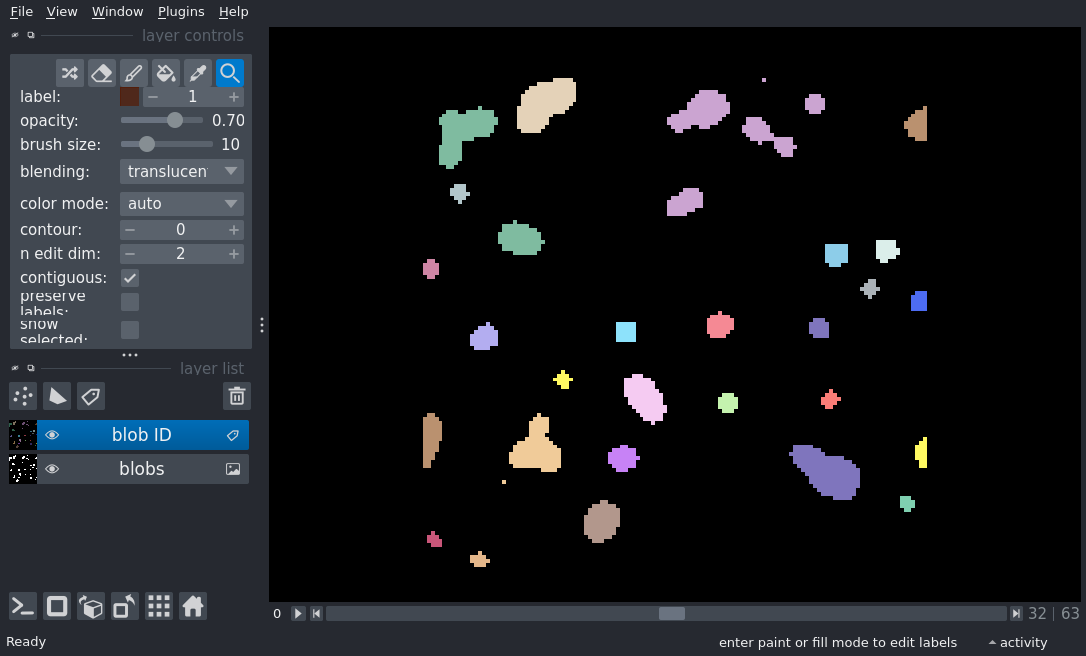 File View Window Plugins Help
layer controls
label: 1
opacity: 0.70
brush size: 10
blending: translucen
color mode: auto
contour: 0
n edit dim: 2
contiguous:
preserve
labels:
show
selected:
layer list
blob ID
blobs
0 32 | 63
Ready enter paint or fill mode to edit labels activity